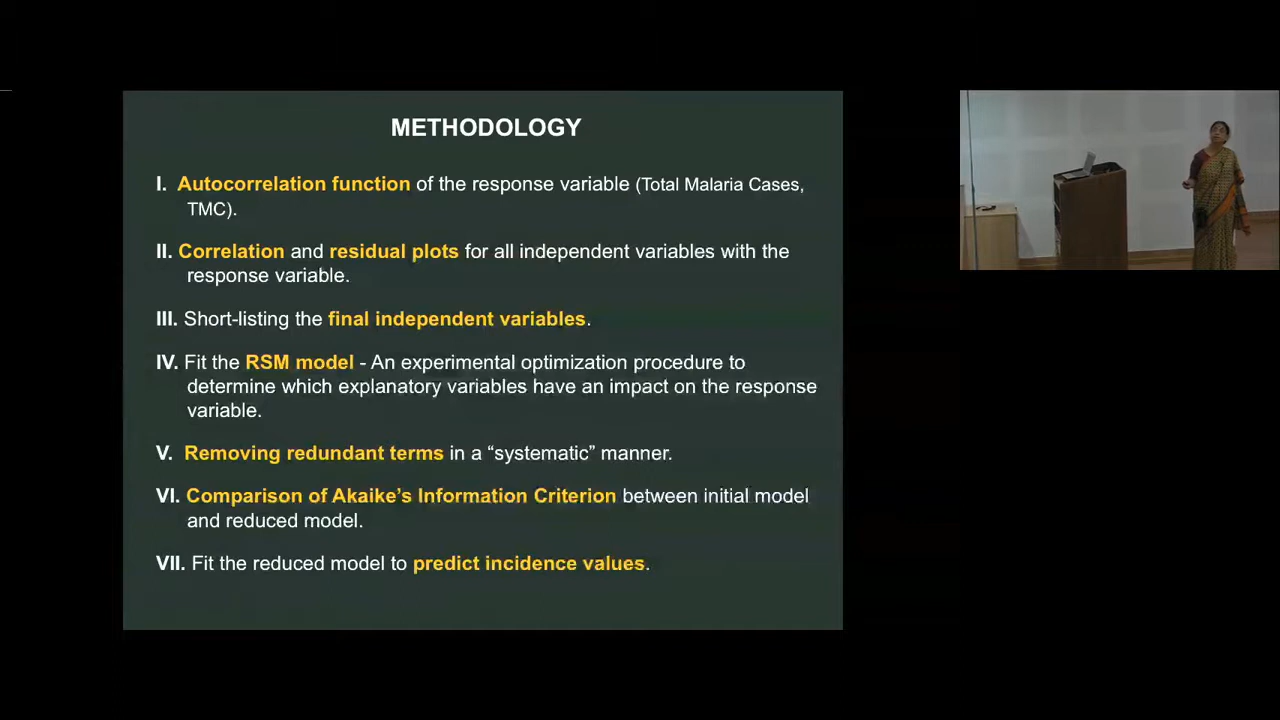 METHODOLOGY
I. Autocorrelation function of the response variable (Total Malaria Cases,
TMC).
II. Correlation and residual plots for all independent variables with the
response variable.
III. Short-listing the final independent variables.
IV. Fit the RSM model - An experimental optimization procedure to
determine which explanatory variables have an impact on the response
variable.
V. Removing redundant terms in a “systematic” manner.
VI. Comparison of Akaike’s Information Criterion between initial model
and reduced model.
VII. Fit the reduced model to predict incidence values.